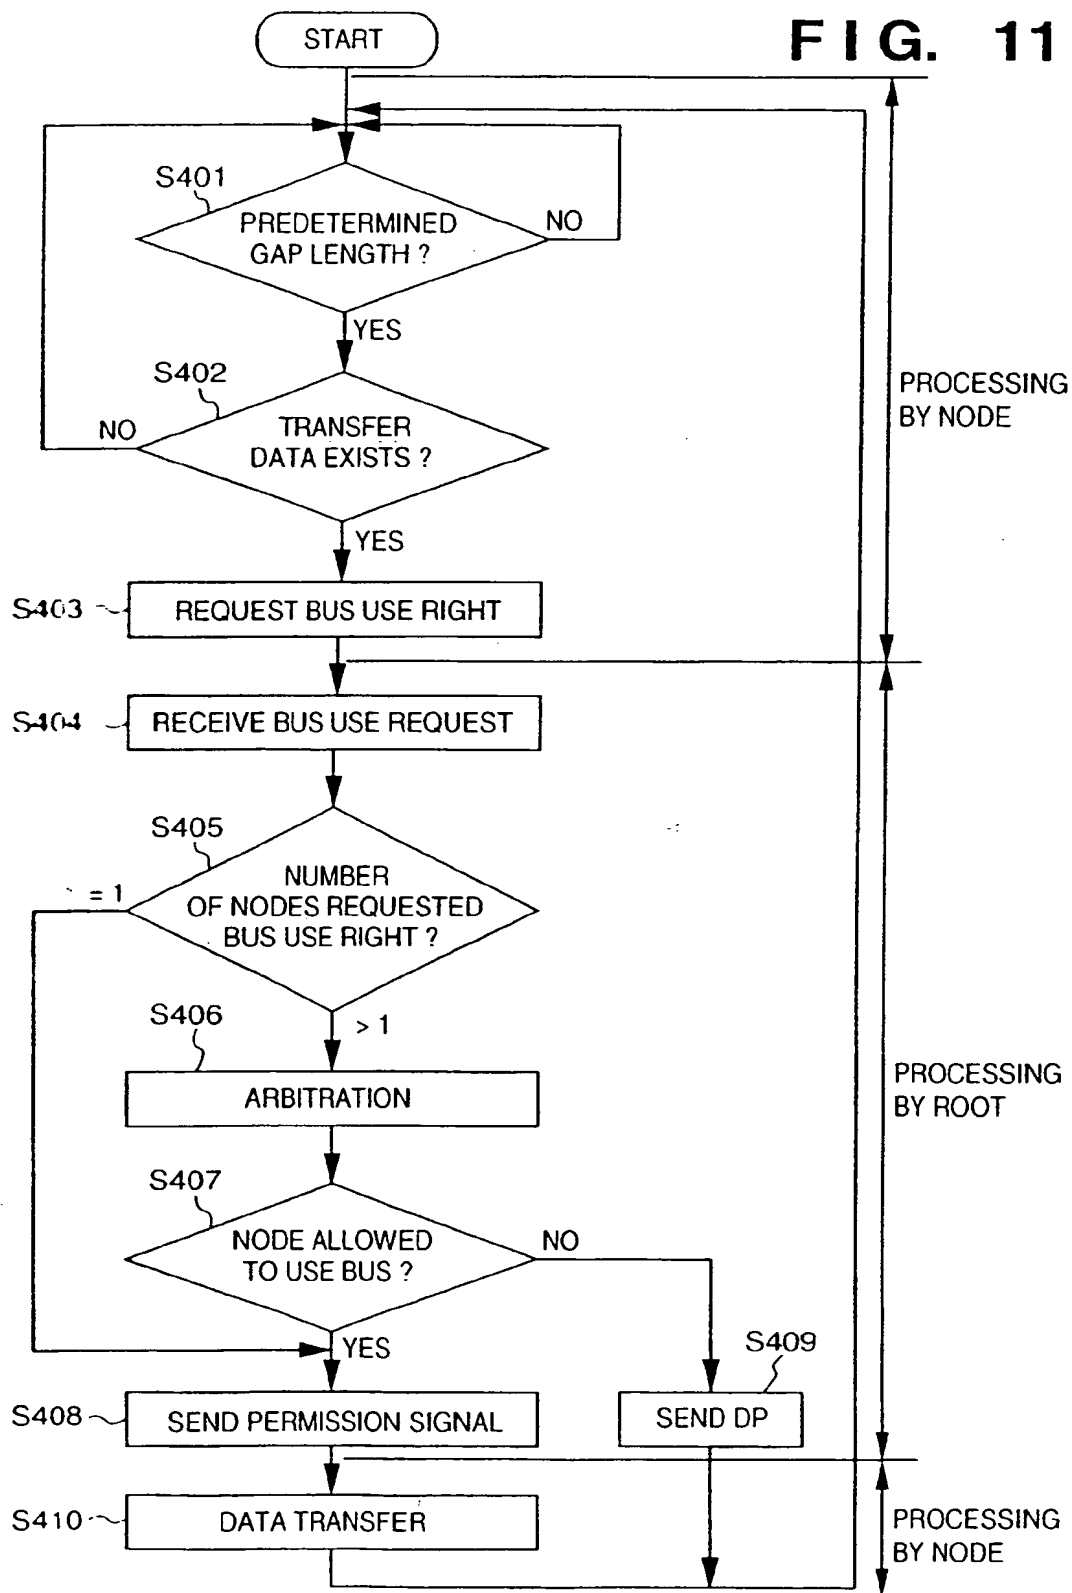 START
FIG. 11
S401
PREDETERMINED
GAP LENGTH ?
NO
YES
S402
TRANSFER
DATA EXISTS ?
NO
YES
PROCESSING
BY NODE
S403
REQUEST BUS USE RIGHT
S404
RECEIVE BUS USE REQUEST
S405
NUMBER
OF NODES REQUESTED
BUS USE RIGHT ?
= 1
> 1
S406
ARBITRATION
PROCESSING
BY ROOT
S407
NODE ALLOWED
TO USE BUS ?
NO
YES
S408
SEND PERMISSION SIGNAL
S409
SEND DP
S410
DATA TRANSFER
PROCESSING
BY NODE